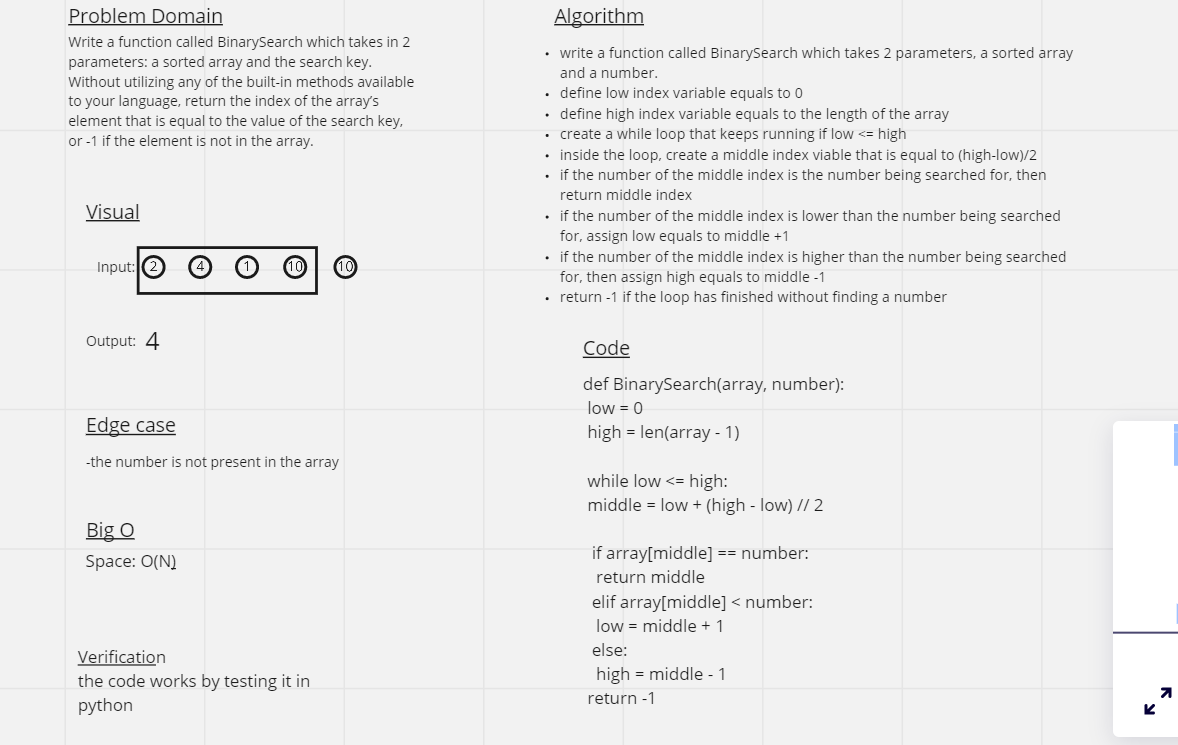 Problem Domain
Write a function called BinarySearch which takes in 2
parameters: a sorted array and the search key.
Without utilizing any of the built-in methods available
to your language, return the index of the array's
element that is equal to the value of the search key,
or -1 if the element is not in the array.
Visual
Input: 2 4 1 10 10
Output: 4
Edge case
-the number is not present in the array
Big O
Space: O(N)
Verification
the code works by testing it in
python
Algorithm
• write a function called BinarySearch which takes 2 parameters, a sorted array
and a number.
• define low index variable equals to 0
• define high index variable equals to the length of the array
• create a while loop that keeps running if low <= high
• inside the loop, create a middle index viable that is equal to (high-low)/2
• if the number of the middle index is the number being searched for, then
return middle index
• if the number of the middle index is lower than the number being searched
for, assign low equals to middle +1
• if the number of the middle index is higher than the number being searched
for, then assign high equals to middle -1
• return -1 if the loop has finished without finding a number
Code
def BinarySearch(array, number):
low = 0
high = len(array - 1)
while low <= high:
middle = low + (high - low) // 2
if array[middle] == number:
return middle
elif array[middle] < number:
low = middle + 1
else:
high = middle - 1
return -1